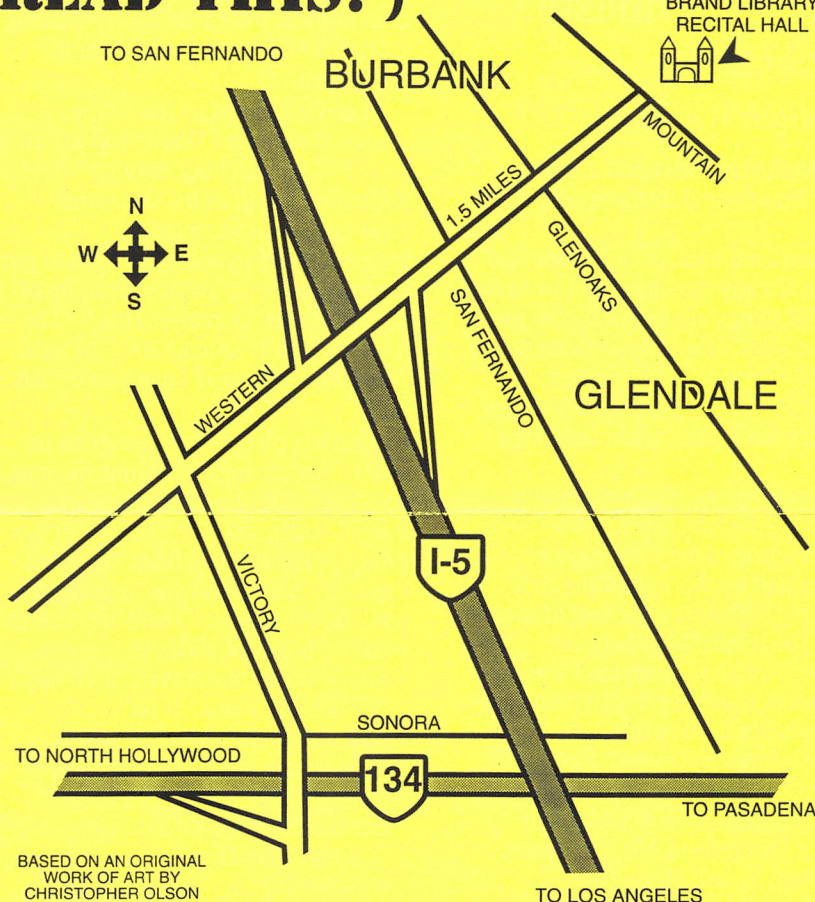 READ THIS!)
BRAND LIBRARY
RECITAL HALL
TO SAN FERNANDO
BURBANK
MOUNTAIN
1.5 MILES
N
W E
S
GLENOAKS
SAN FERNANDO
WESTERN
GLENDALE
I-5
VICTORY
SONORA
TO NORTH HOLLYWOOD
134
TO PASADENA
BASED ON AN ORIGINAL
WORK OF ART BY
CHRISTOPHER OLSON
TO LOS ANGELES